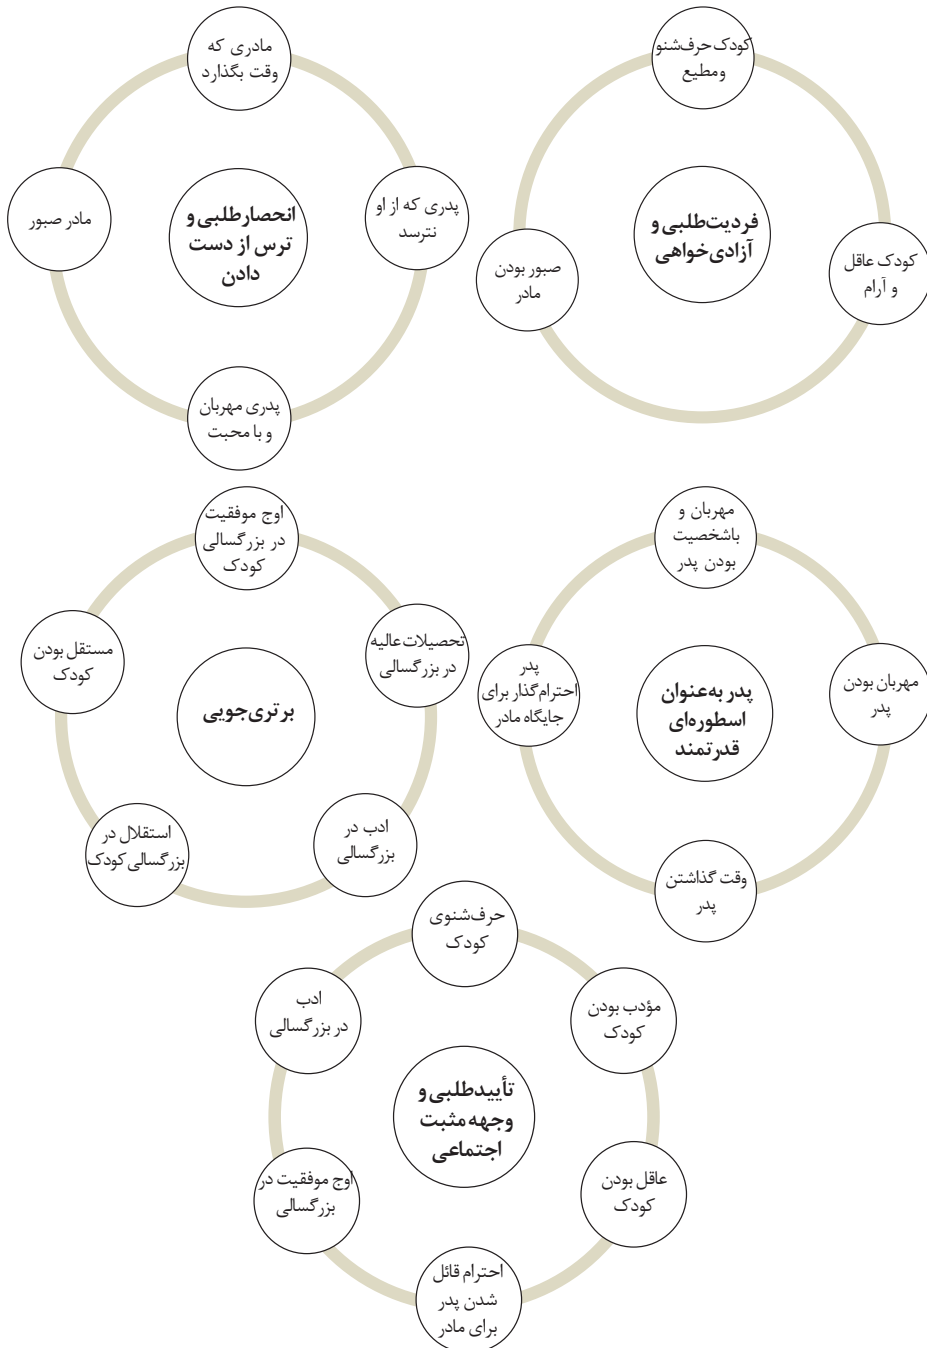 کودک حرف‌شنو
ومطیع
فردیت‌طلبی و
آزادی‌خواهی
کودک عاقل
و آرام
صبور بودن
مادر
مادری که
وقت بگذارد
انحصارطلبی و
ترس از دست
دادن
پدری که از او
نترسد
مادر صبور
پدری مهربان
و با محبت
مهربان و
باشخصیت
بودن پدر
پدر به‌عنوان
اسطوره‌ای
قدرتمند
مهربان بودن
پدر
پدر
احترام‌گذار برای
جایگاه مادر
وقت گذاشتن
پدر
اوج موفقیت
در بزرگسالی
کودک
برتری‌جویی
تحصیلات عالیه
در بزرگسالی
مستقل بودن
کودک
ادب در
بزرگسالی
استقلال در
بزرگسالی کودک
حرف‌شنوی
کودک
مؤدب بودن
کودک
ادب
در بزرگسالی
تأییدطلبی و
وجهه مثبت
اجتماعی
عاقل بودن
کودک
اوج موفقیت در
بزرگسالی
احترام قائل
شدن پدر
برای مادر